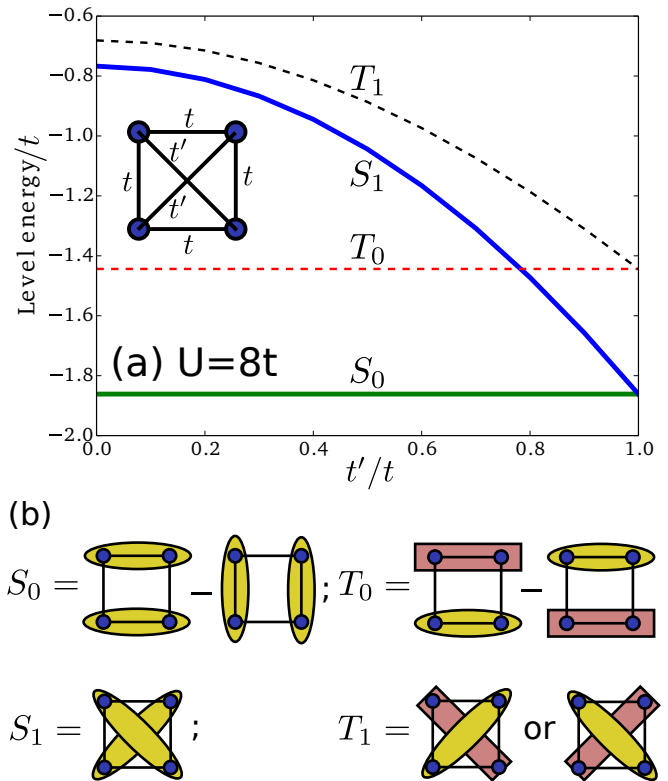 −0.6
−0.8
−1.0
−1.2
−1.4
−1.6
−1.8
−2.0
Level energy/t
0.0 0.2 0.4 0.6 0.8 1.0
t′/t
T₁
S₁
T₀
S₀
t
t′
t t
t′
t
(a) U=8t
(b)
S₀ = − ; T₀ = −
S₁ = ; T₁ = or